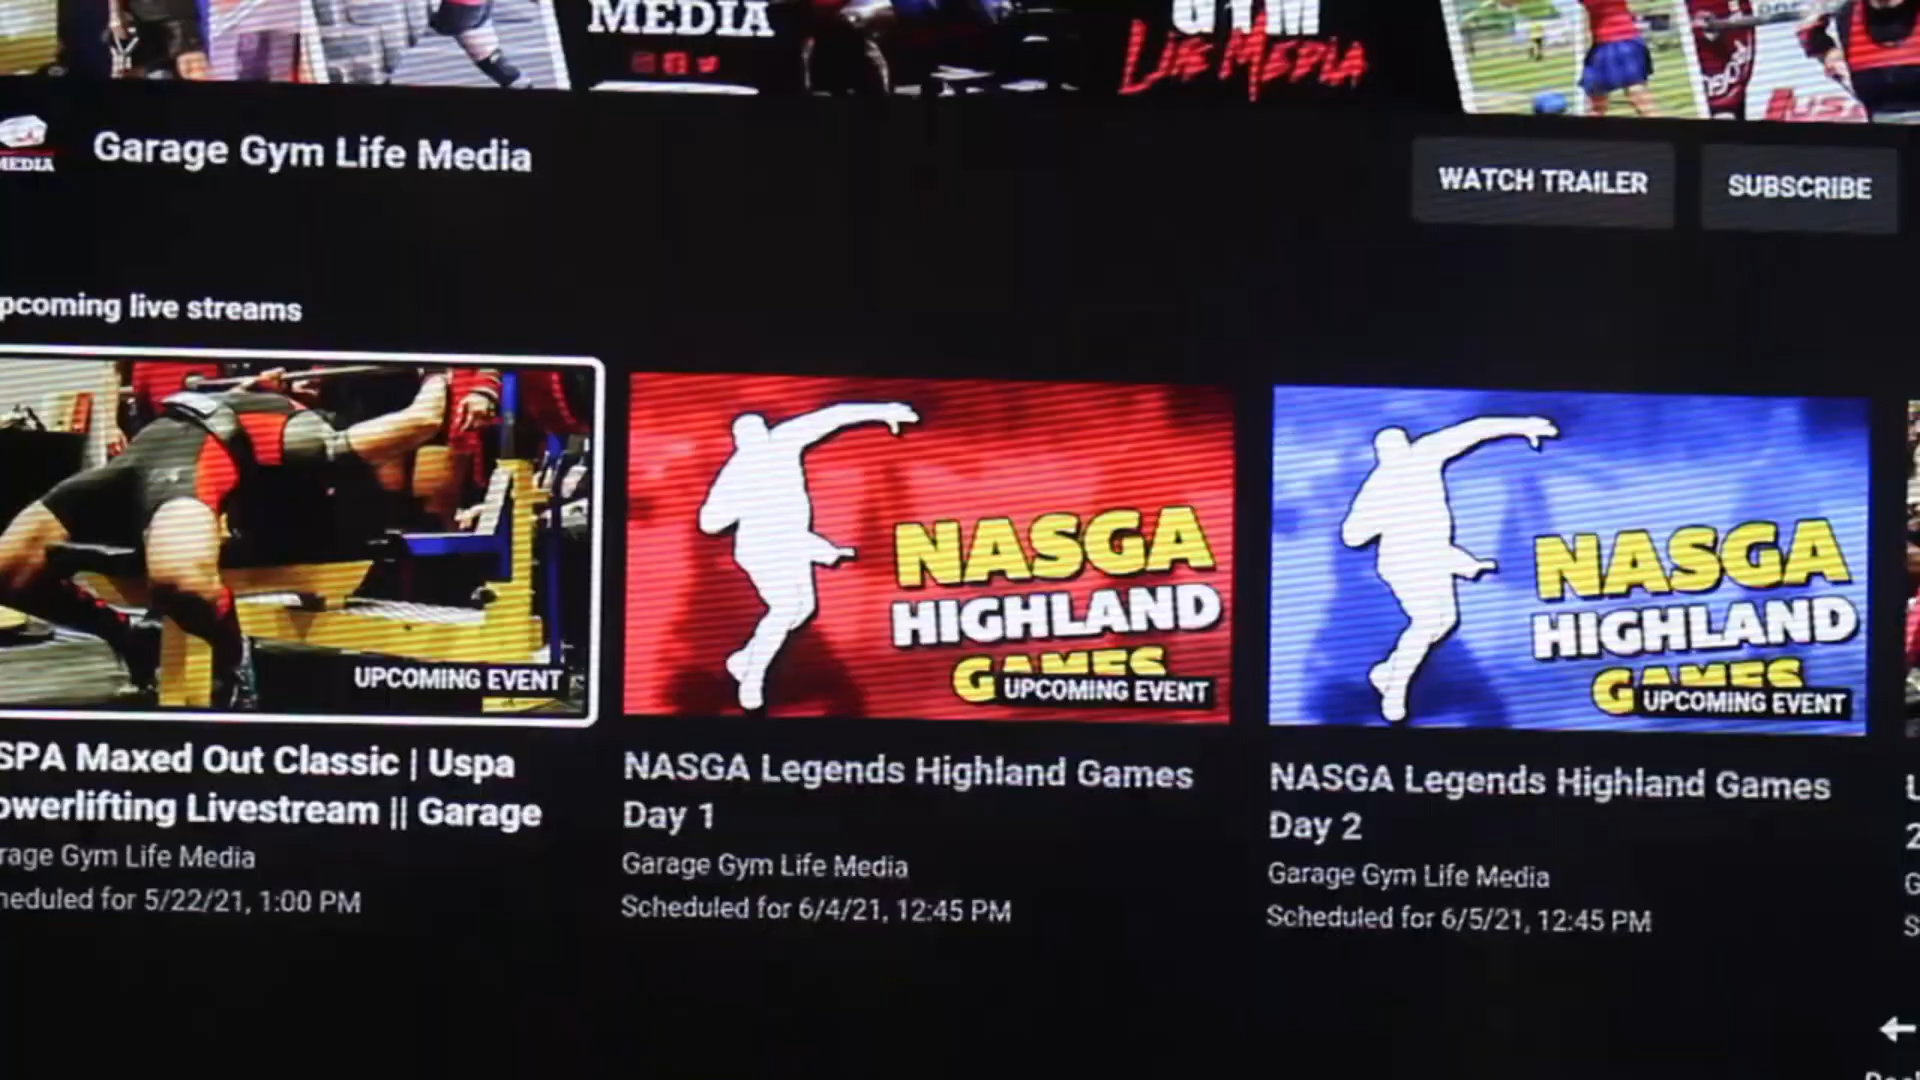 MEDIA
GYM
LIFE MEDIA
MEDIA
Garage Gym Life Media
WATCH TRAILER
SUBSCRIBE
pcoming live streams
UPCOMING EVENT
NASGA
HIGHLAND
GAMES
UPCOMING EVENT
NASGA
HIGHLAND
GAMES
UPCOMING EVENT
SPA Maxed Out Classic | Uspa
owerlifting Livestream || Garage
rage Gym Life Media
heduled for 5/22/21, 1:00 PM
NASGA Legends Highland Games
Day 1
Garage Gym Life Media
Scheduled for 6/4/21, 12:45 PM
NASGA Legends Highland Games
Day 2
Garage Gym Life Media
Scheduled for 6/5/21, 12:45 PM